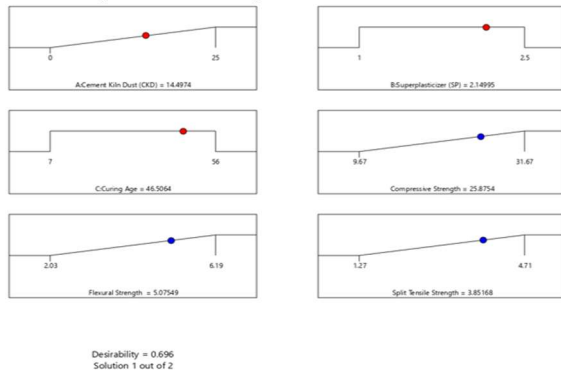 0 25
A:Cement Kiln Dust (CKD) = 14.4974
1 2.5
B:Superplasticizer (SP) = 2.14995
7 56
C:Curing Age = 46.5064
9.67 31.67
Compressive Strength = 25.8754
2.03 6.19
Flexural Strength = 5.07549
1.27 4.71
Split Tensile Strength = 3.85168
Desirability = 0.696
Solution 1 out of 2